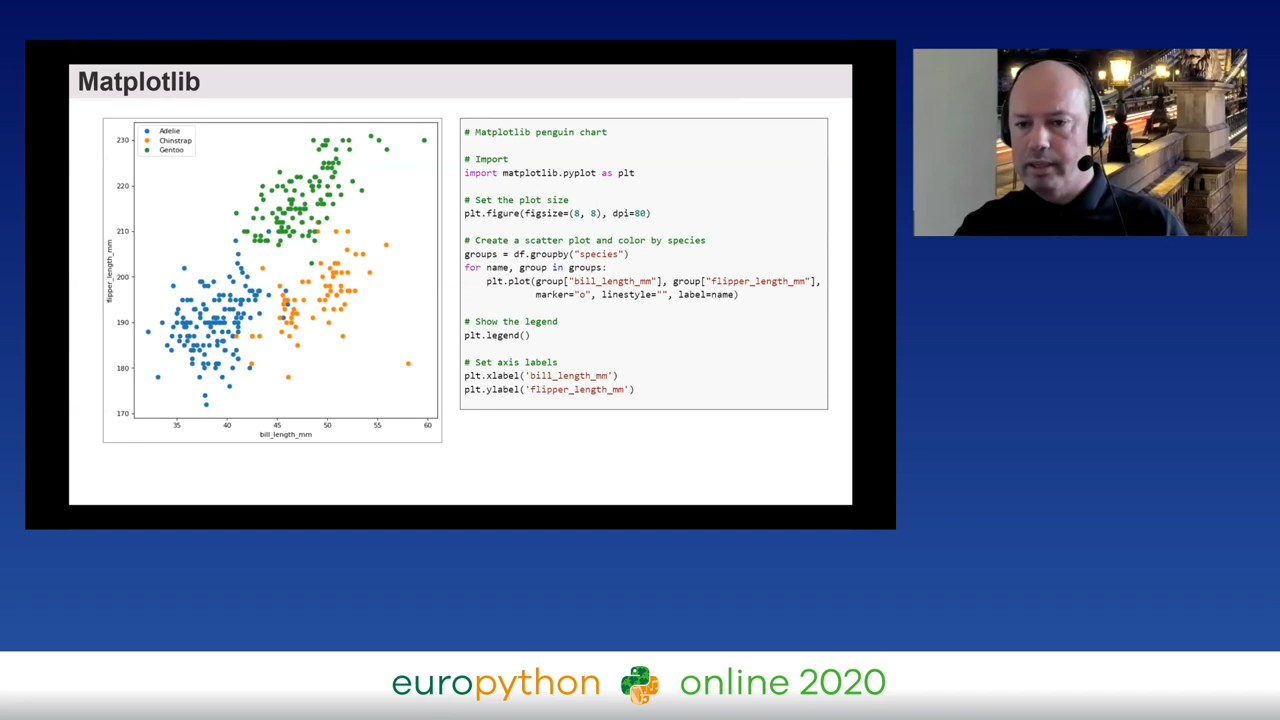 Matplotlib
Adelie
Chinstrap
Gentoo
230
220
210
200
190
180
170
flipper_length_mm
35
40
45
50
55
60
bill_length_mm
# Matplotlib penguin chart
# Import
import matplotlib.pyplot as plt
# Set the plot size
plt.figure(figsize=(8, 8), dpi=80)
# Create a scatter plot and color by species
groups = df.groupby("species")
for name, group in groups:
plt.plot(group["bill_length_mm"], group["flipper_length_mm"],
marker="o", linestyle="", label=name)
# Show the legend
plt.legend()
# Set axis labels
plt.xlabel('bill_length_mm')
plt.ylabel('flipper_length_mm')
europython online 2020